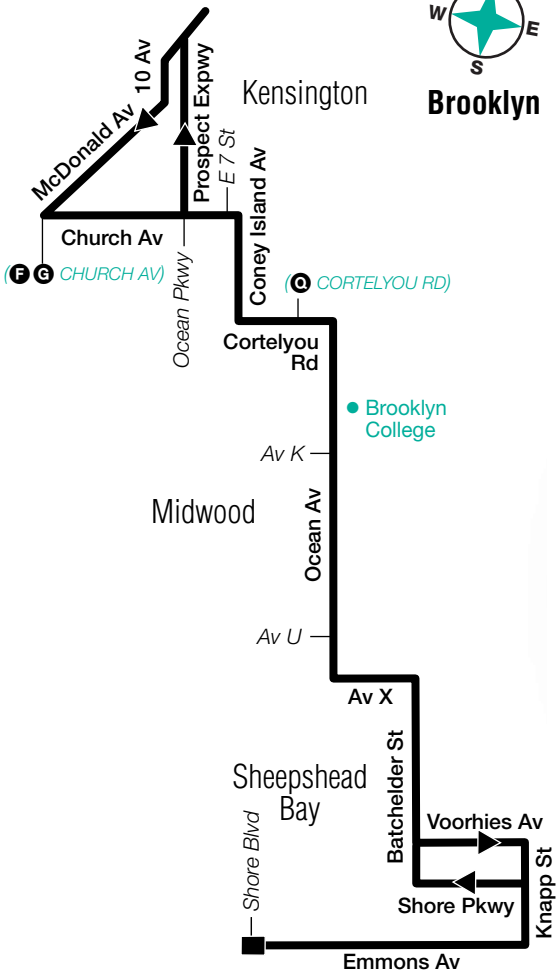 W
E
S
Brooklyn
Kensington
10 Av
McDonald Av
Prospect Expwy
E 7 St
Church Av
(F G CHURCH AV)
Ocean Pkwy
Coney Island Av
(Q CORTELYOU RD)
Cortelyou
Rd
Brooklyn
College
Av K
Midwood
Ocean Av
Av U
Av X
Sheepshead
Bay
Batchelder St
Voorhies Av
Shore Blvd
Shore Pkwy
Knapp St
Emmons Av